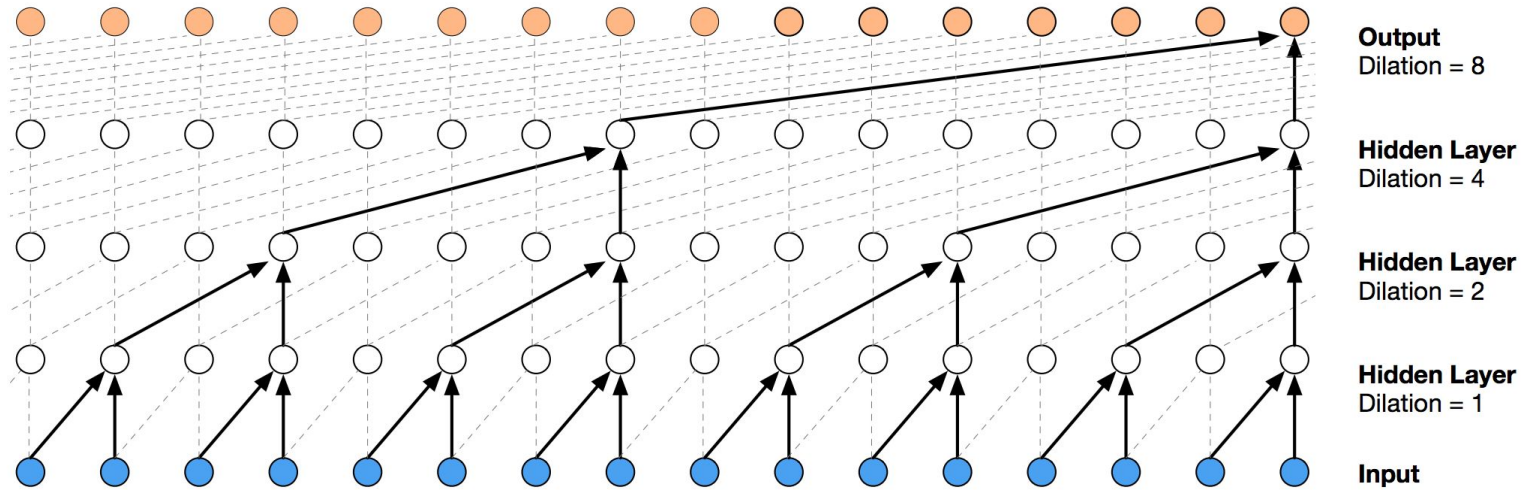 Output
Dilation = 8
Hidden Layer
Dilation = 4
Hidden Layer
Dilation = 2
Hidden Layer
Dilation = 1
Input